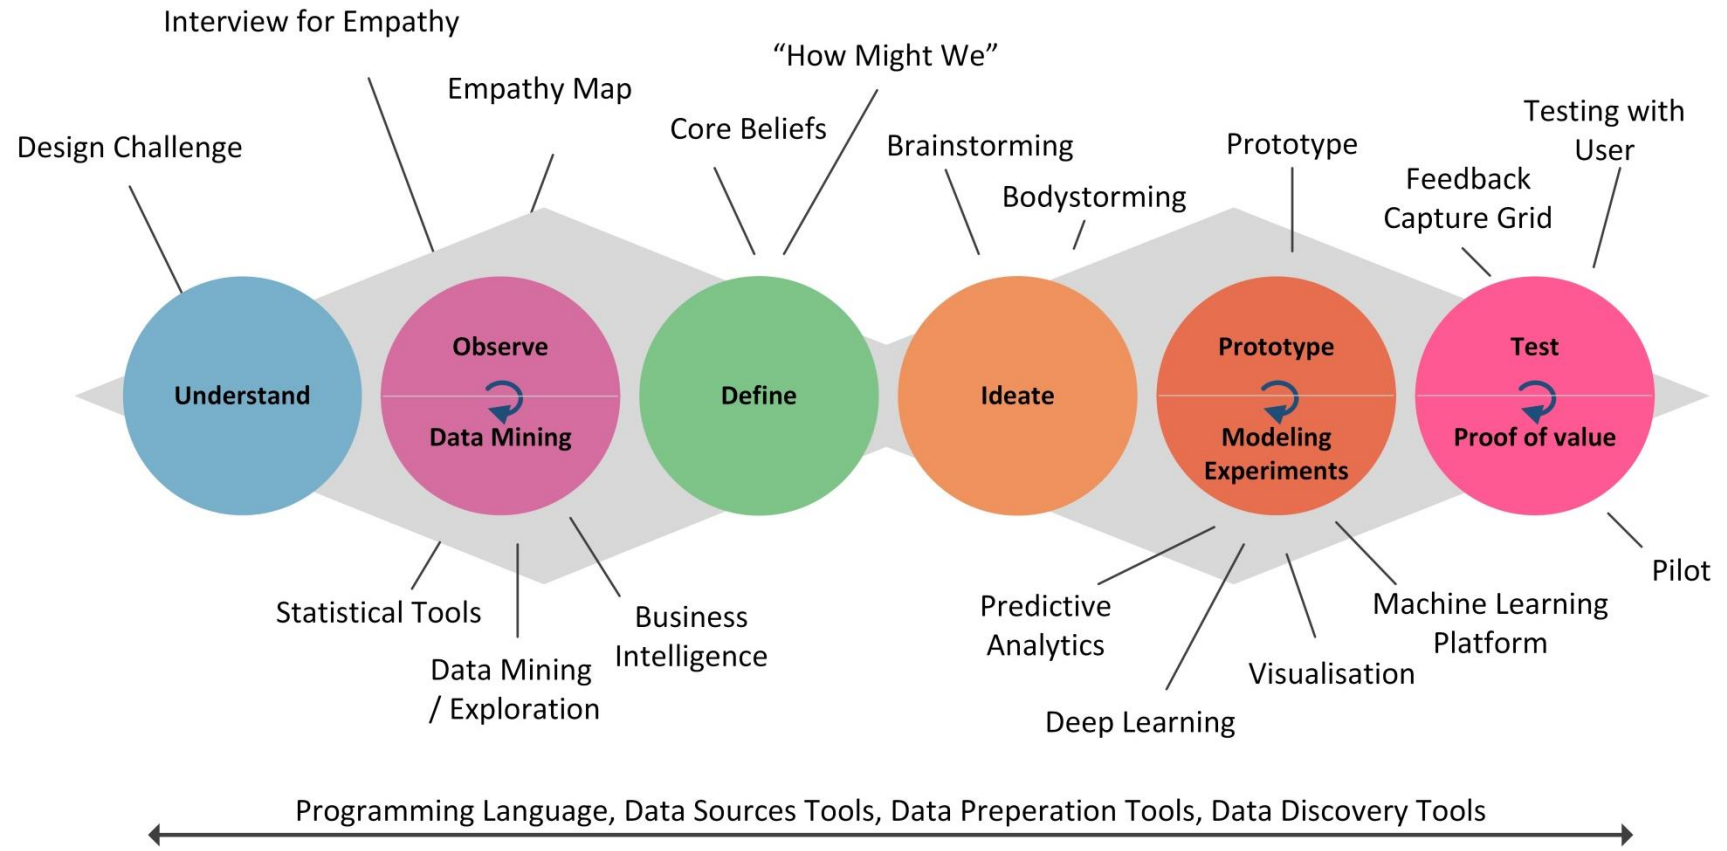 Interview for Empathy
“How Might We”
Empathy Map
Core Beliefs
Design Challenge
Brainstorming
Bodystorming
Prototype
Testing with
User
Feedback
Capture Grid
Understand
Observe
Data Mining
Define
Ideate
Prototype
Modeling
Experiments
Test
Proof of value
Statistical Tools
Data Mining
/ Exploration
Business
Intelligence
Predictive
Analytics
Deep Learning
Visualisation
Machine Learning
Platform
Pilot
Programming Language, Data Sources Tools, Data Preperation Tools, Data Discovery Tools